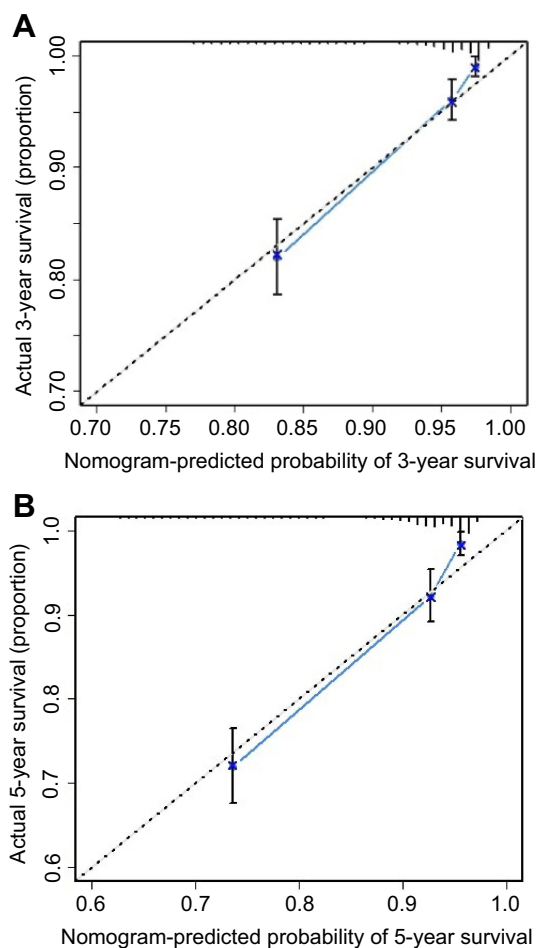 A
1.00
0.90
0.80
0.70
Actual 3-year survival (proportion)
0.70 0.75 0.80 0.85 0.90 0.95 1.00
Nomogram-predicted probability of 3-year survival
B
1.0
0.9
0.8
0.7
0.6
Actual 5-year survival (proportion)
0.6 0.7 0.8 0.9 1.0
Nomogram-predicted probability of 5-year survival